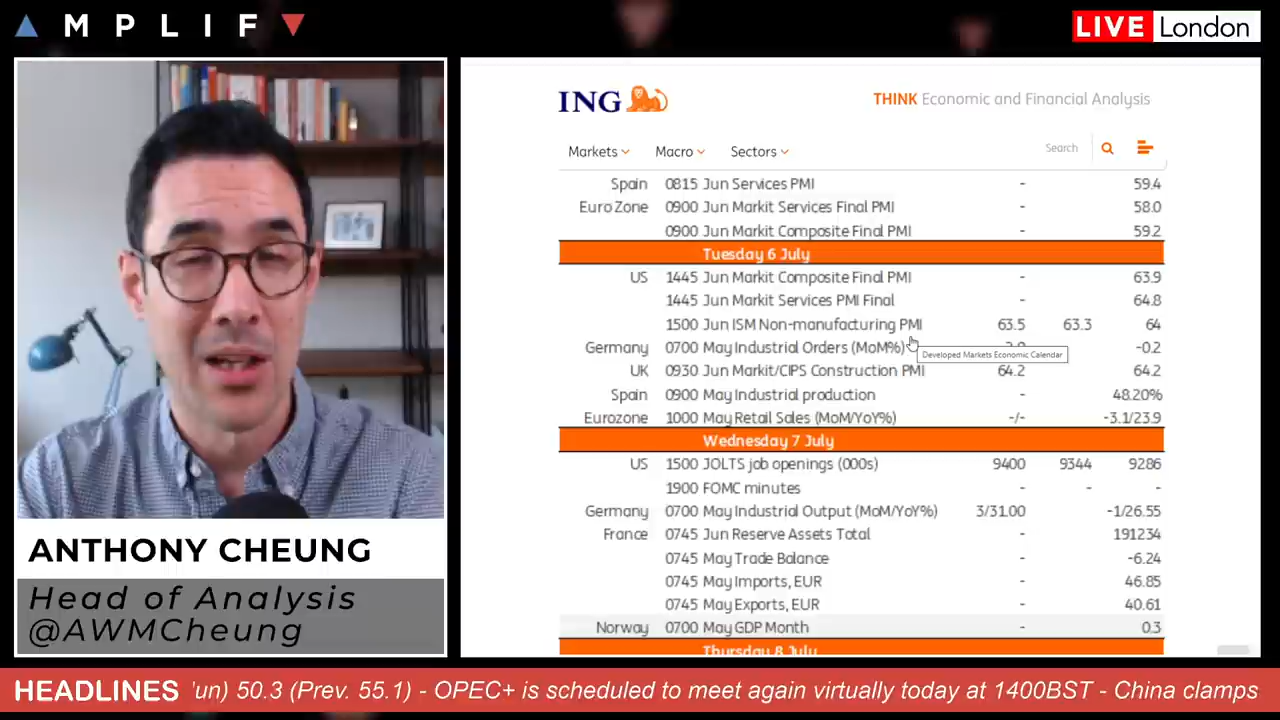 AMPLIFY
LIVE London
ING
THINK Economic and Financial Analysis
Markets Macro Sectors Search
Spain 0815 Jun Services PMI - 59.4
Euro Zone 0900 Jun Markit Services Final PMI - 58.0
0900 Jun Markit Composite Final PMI 59.2
Tuesday 6 July
US 1445 Jun Markit Composite Final PMI - 63.9
1445 Jun Markit Services PMI Final - 64.8
1500 Jun ISM Non-manufacturing PMI 63.5 63.3 64
Germany 0700 May Industrial Orders (MoM%) -0.2
Developed Markets Economic Calendar
UK 0930 Jun Markit/CIPS Construction PMI 64.2 64.2
Spain 0900 May Industrial production - 48.20%
Eurozone 1000 May Retail Sales (MoM/YoY%) -/- -3.1/23.9
Wednesday 7 July
US 1500 JOLTS job openings (000s) 9400 9344 9286
1900 FOMC minutes - - -
Germany 0700 May Industrial Output (MoM/YoY%) 3/31.00 -1/26.55
France 0745 Jun Reserve Assets Total - 191234
0745 May Trade Balance - -6.24
0745 May Imports, EUR - 46.85
0745 May Exports, EUR - 40.61
Norway 0700 May GDP Month - 0.3
Thursday 8 July
ANTHONY CHEUNG
Head of Analysis
@AWMCheung
HEADLINES 'un) 50.3 (Prev. 55.1) - OPEC+ is scheduled to meet again virtually today at 1400BST - China clamps